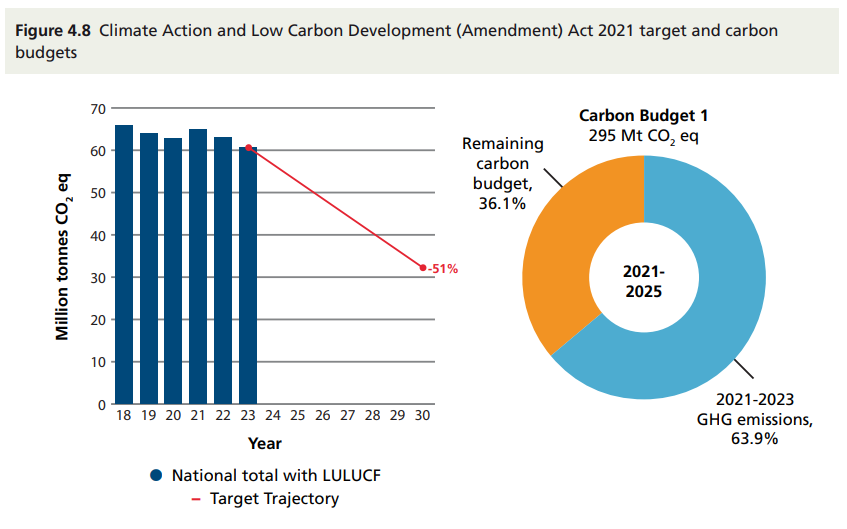 Figure 4.8 Climate Action and Low Carbon Development (Amendment) Act 2021 target and carbon
budgets
70
60
50
40
30
20
10
0
Million tonnes CO₂ eq
-51%
18 19 20 21 22 23 24 25 26 27 28 29 30
Year
National total with LULUCF
Target Trajectory
Carbon Budget 1
295 Mt CO₂ eq
Remaining
carbon
budget,
36.1%
2021-
2025
2021-2023
GHG emissions,
63.9%